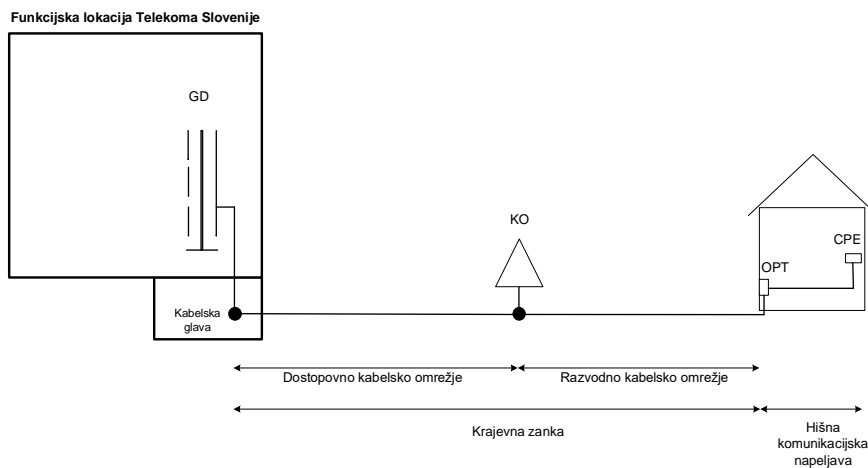 Funkcijska lokacija Telekoma Slovenije
GD
KO
CPE
OPT
Kabelska
glava
Dostopovno kabelsko omrežje
Razvodno kabelsko omrežje
Krajevna zanka
Hišna
komunikacijska
napeljava